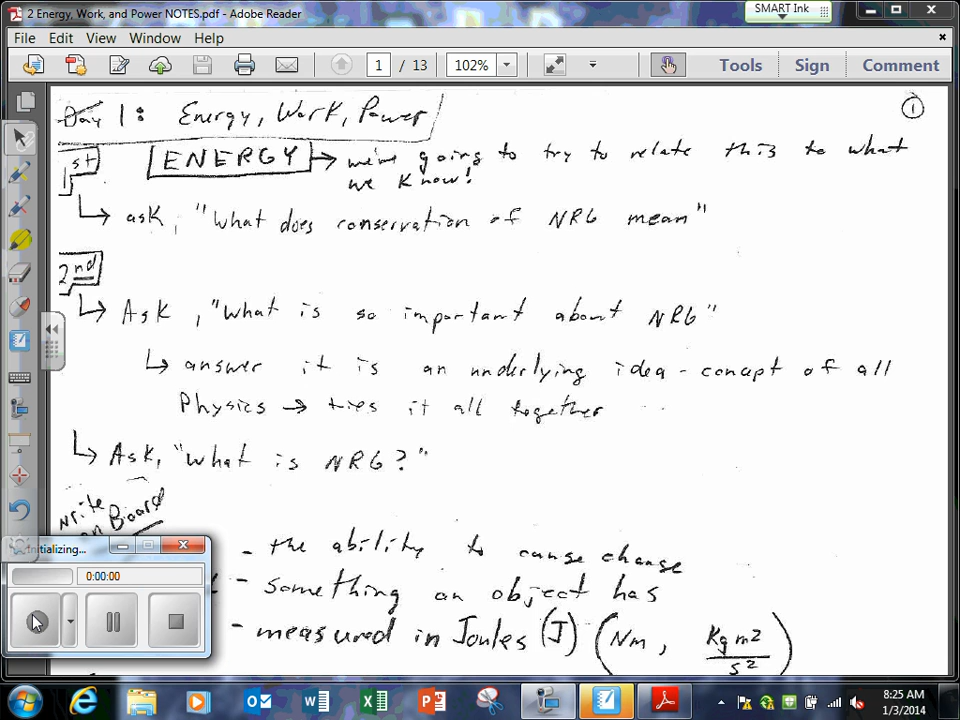 2 Energy, Work, and Power NOTES.pdf - Adobe Reader
SMART Ink
File Edit View Window Help
1 / 13 102% Tools Sign Comment
Day 1: Energy, Work, Power
1
1st
ENERGY → we're going to try to relate this to what
we know!
ask, "What does conservation of NRG mean"
2nd
Ask, "What is so important about NRG"
answer it is an underlying idea - concept of all
Physics → ties it all together
Ask, "What is NRG?"
Write
on Board
- the ability to cause change
- something an object has
- measured in Joules (J) (Nm, Kgm2/s2)
Initializing...
0:00:00
8:25 AM
1/3/2014